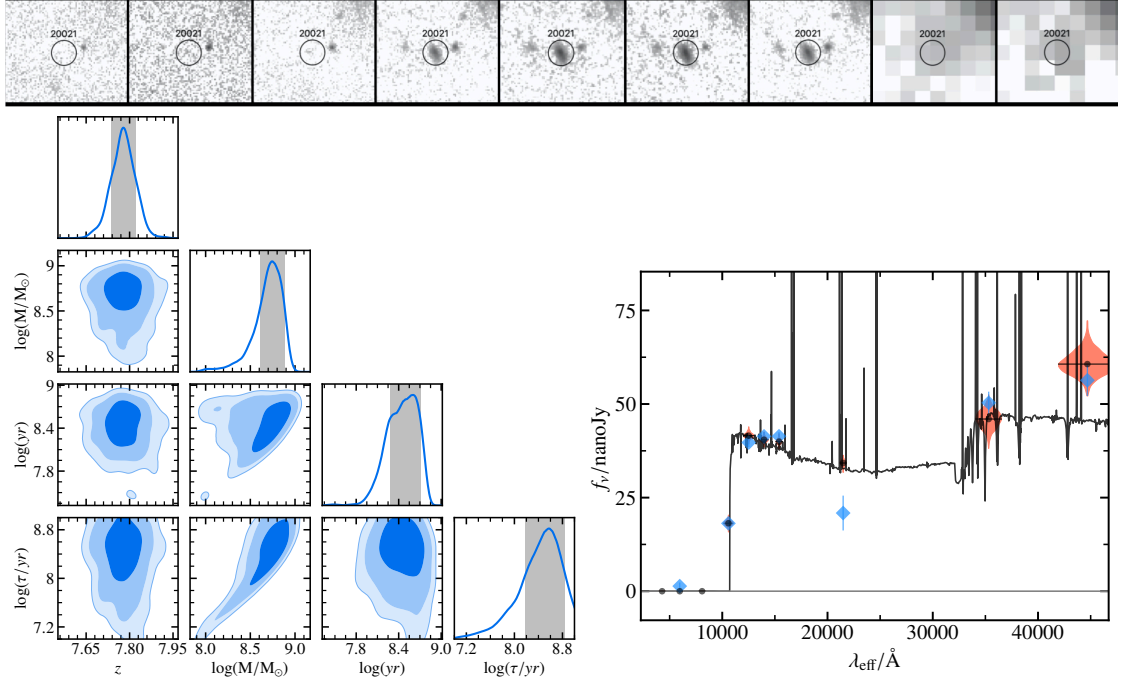 20021 20021 20021 20021 20021 20021 20021 20021 20021
log(M/M⊙)
9
8.5
8
log(yr)
9
8.4
7.8
log(τ/yr)
8.8
8
7.2
7.65 7.8 7.95
z
8.0 8.5 9.0
log(M/M⊙)
7.8 8.4 9.0
log(yr)
7.2 8.0 8.8
log(τ/yr)
fν/nanoJy
75
50
25
0
10000 20000 30000 40000
λeff/Å